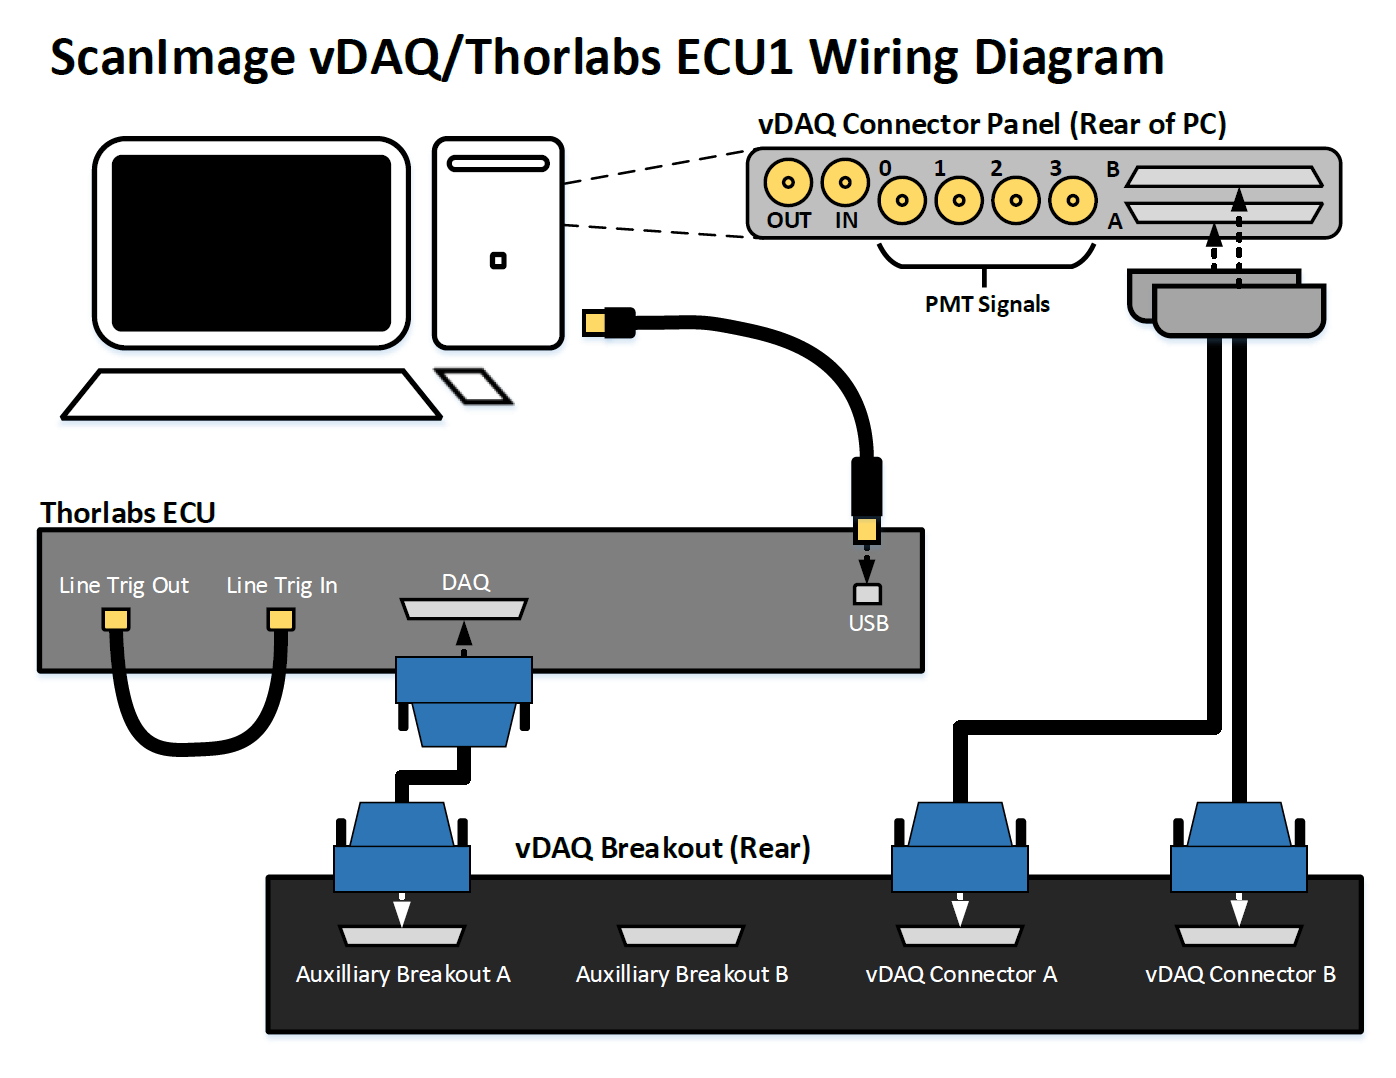 ScanImage vDAQ/Thorlabs ECU1 Wiring Diagram
vDAQ Connector Panel (Rear of PC)
0 1 2 3 B
OUT IN A
PMT Signals
Thorlabs ECU
Line Trig Out Line Trig In DAQ
USB
vDAQ Breakout (Rear)
Auxilliary Breakout A Auxilliary Breakout B vDAQ Connector A vDAQ Connector B